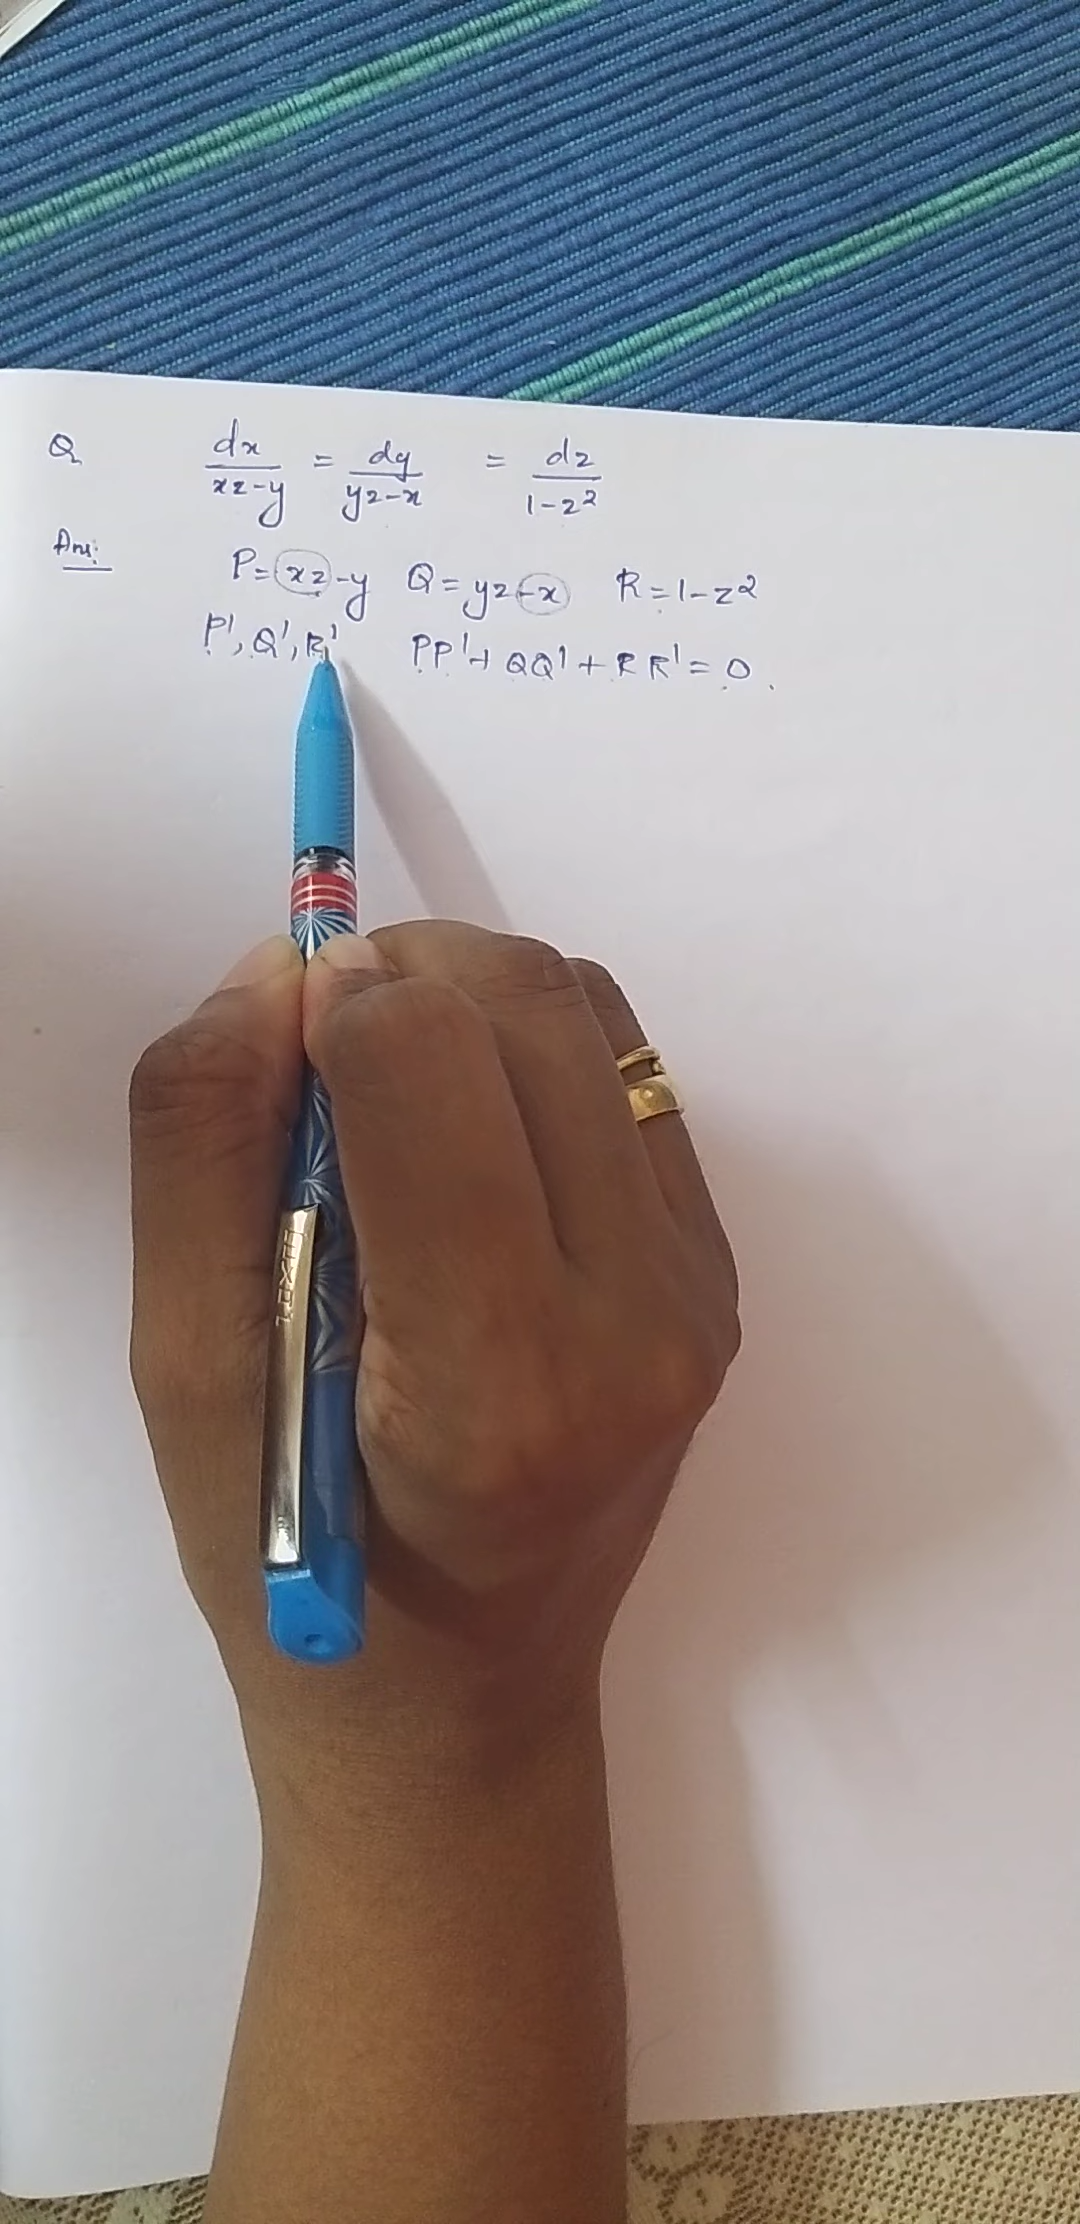 Q dx/xz-y = dy/yz-x = dz/1-z²
Ans: P=xz-y Q=yz-x R=1-z²
P', Q', R' PP'+QQ'+RR'=0.